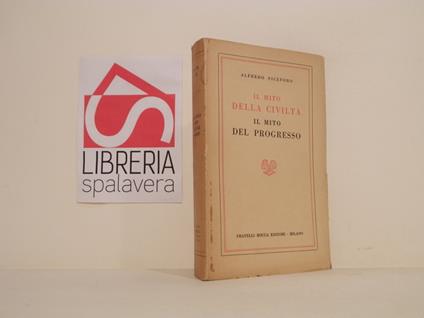 LIBRERIA
spalavera
ALFREDO NICEFORO
IL MITO
DELLA CIVILTÀ
IL MITO
DEL PROGRESSO
FRATELLI BOCCA EDITORI - MILANO